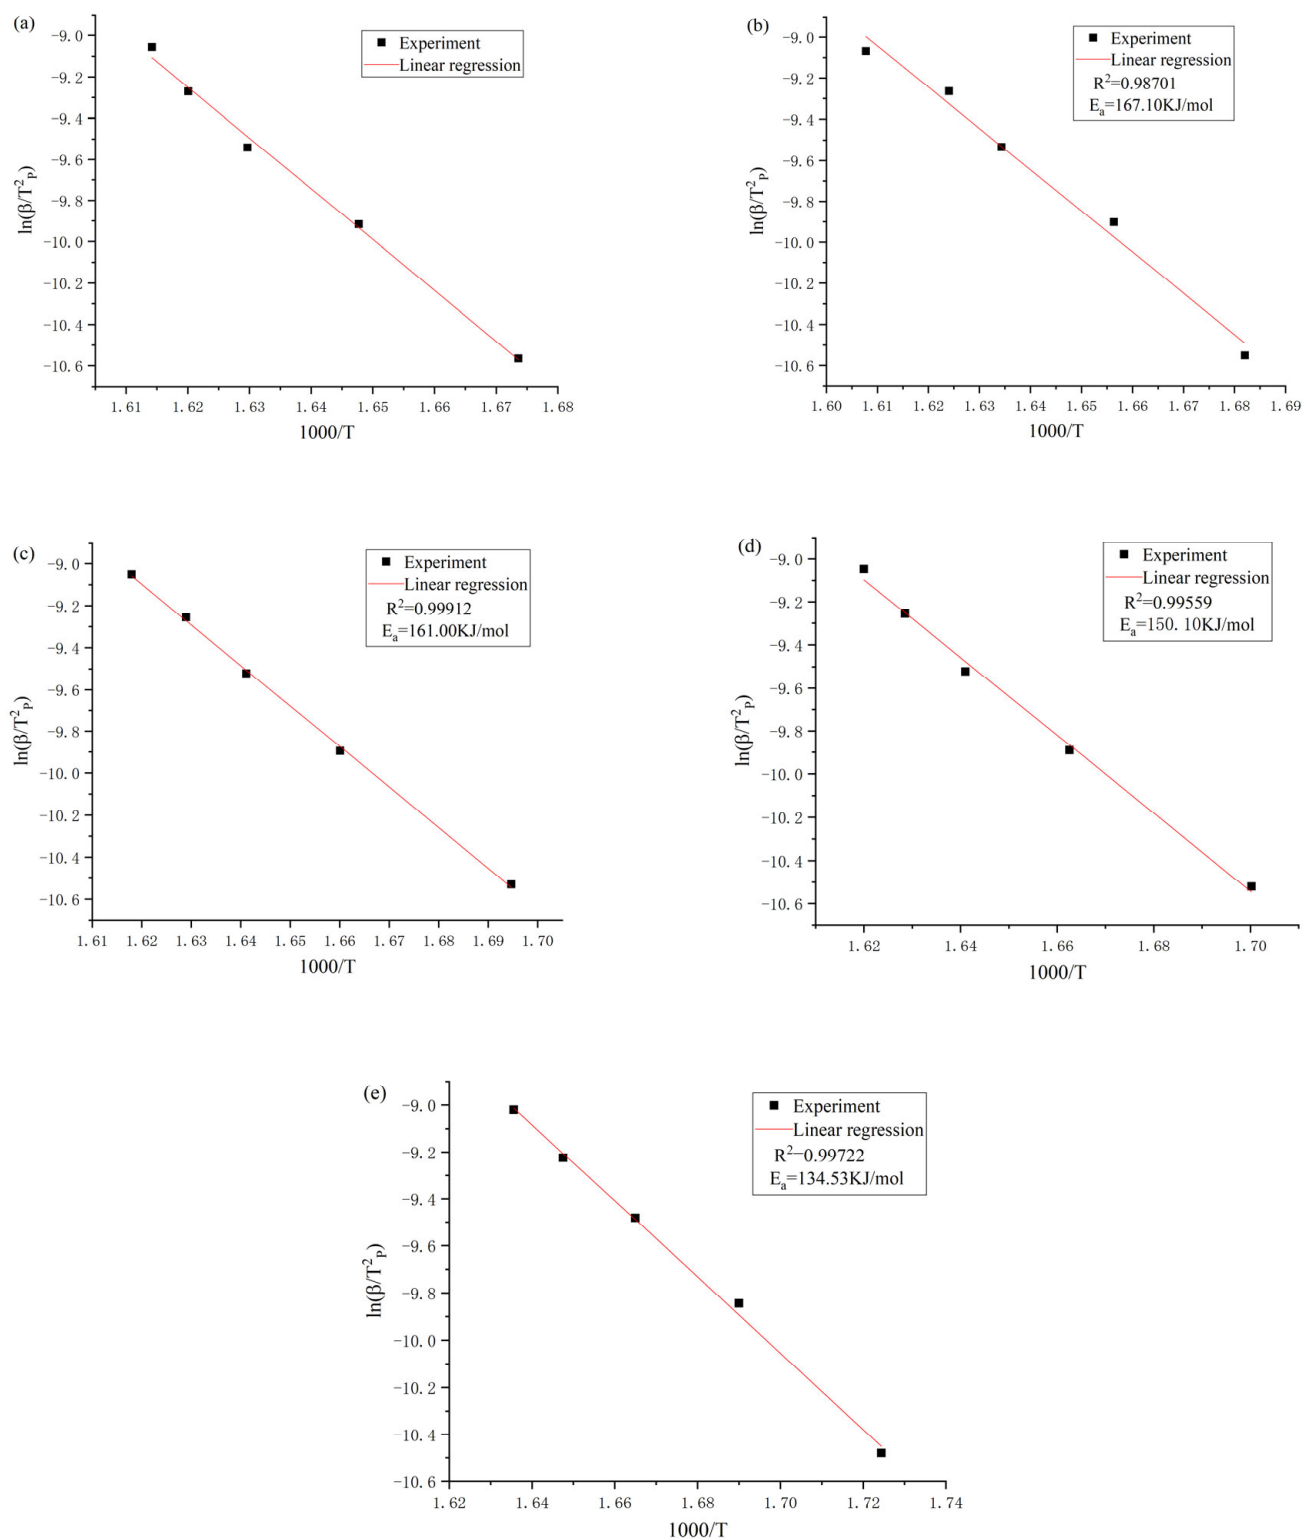 (a)
−9.0
−9.2
−9.4
−9.6
−9.8
−10.0
−10.2
−10.4
−10.6
ln(β/T²ₚ)
Experiment
Linear regression
1.61 1.62 1.63 1.64 1.65 1.66 1.67 1.68
1000/T
(b)
−9.0
−9.2
−9.4
−9.6
−9.8
−10.0
−10.2
−10.4
−10.6
ln(β/T²ₚ)
Experiment
Linear regression
R²=0.98701
Eₐ=167.10KJ/mol
1.60 1.61 1.62 1.63 1.64 1.65 1.66 1.67 1.68 1.69
1000/T
(c)
−9.0
−9.2
−9.4
−9.6
−9.8
−10.0
−10.2
−10.4
−10.6
ln(β/T²ₚ)
Experiment
Linear regression
R²=0.99912
Eₐ=161.00KJ/mol
1.61 1.62 1.63 1.64 1.65 1.66 1.67 1.68 1.69 1.70
1000/T
(d)
−9.0
−9.2
−9.4
−9.6
−9.8
−10.0
−10.2
−10.4
−10.6
ln(β/T²ₚ)
Experiment
Linear regression
R²=0.99559
Eₐ=150.10KJ/mol
1.62 1.64 1.66 1.68 1.70
1000/T
(e)
−9.0
−9.2
−9.4
−9.6
−9.8
−10.0
−10.2
−10.4
−10.6
ln(β/T²ₚ)
Experiment
Linear regression
R²−0.99722
Eₐ=134.53KJ/mol
1.62 1.64 1.66 1.68 1.70 1.72 1.74
1000/T